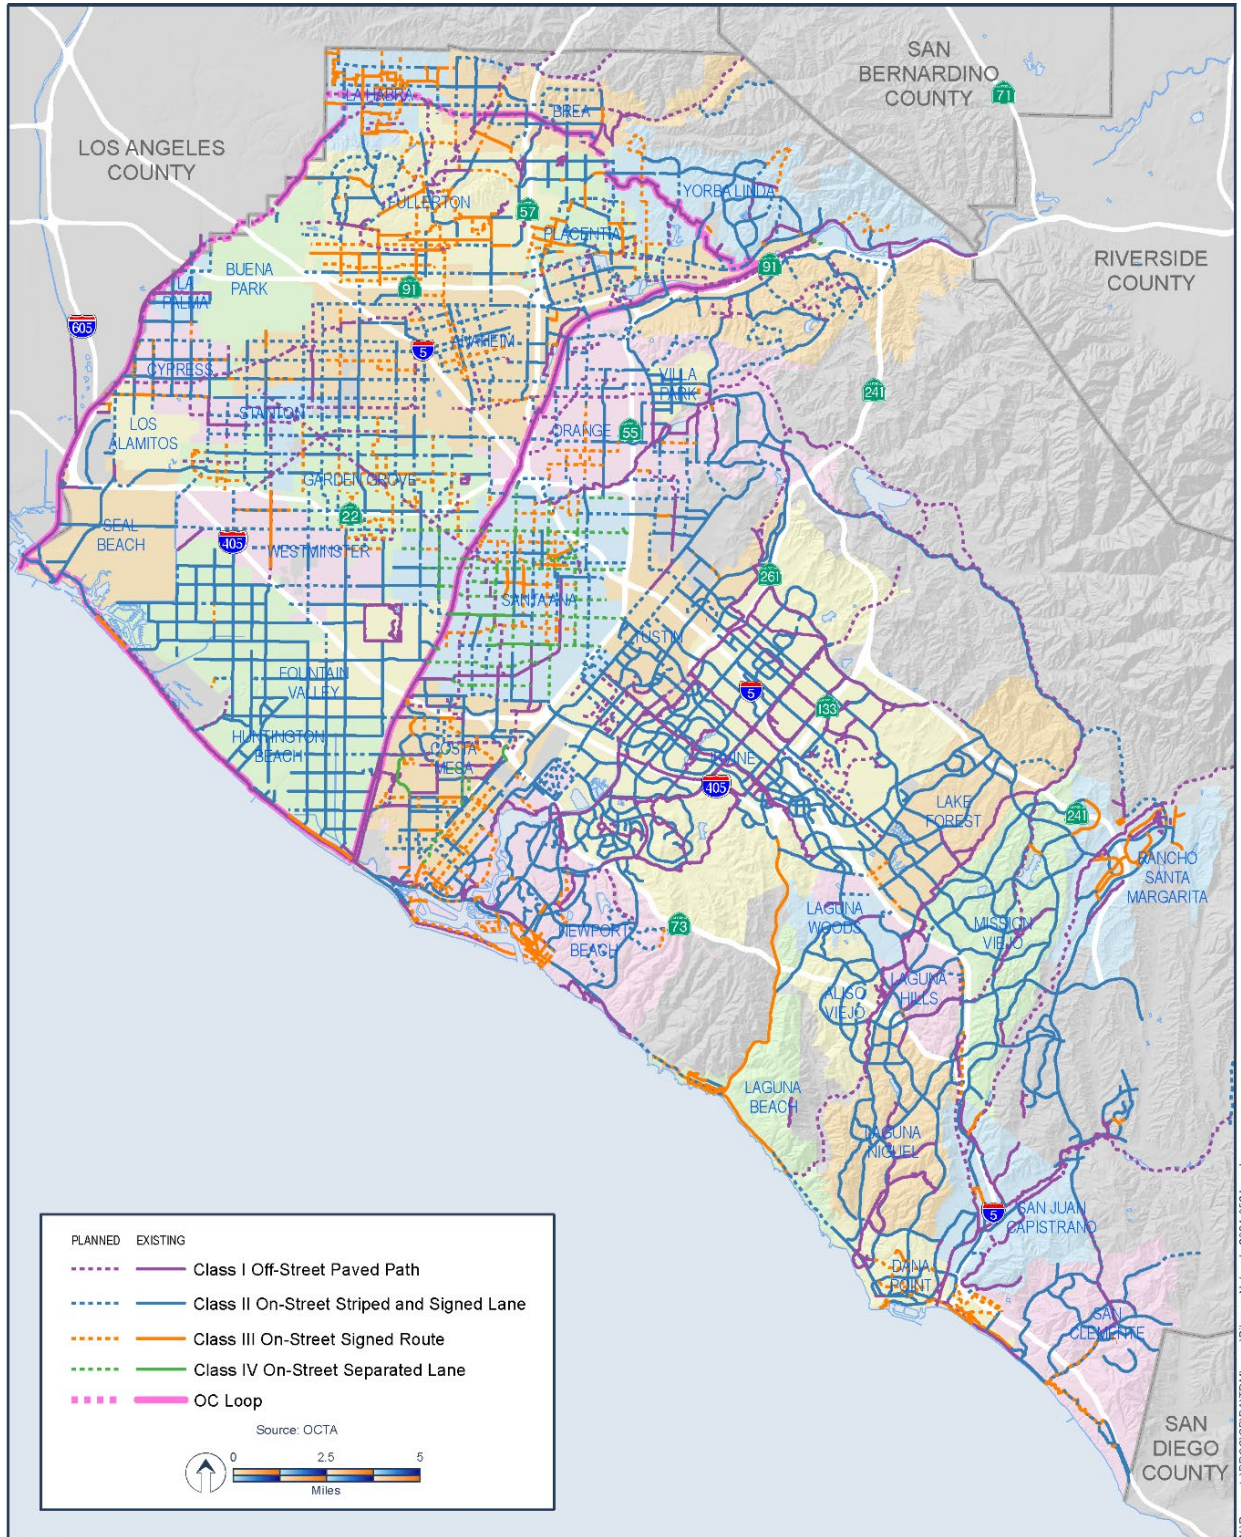 SAN
BERNARDINO
COUNTY
71
LOS ANGELES
COUNTY
LA HABRA
BREA
YORBA LINDA
FULLERTON
57
PLACENTIA
RIVERSIDE
COUNTY
BUENA
PARK
91
91
LA
PALMA
605
5
ANAHEIM
CYPRESS
VILLA
PARK
241
STANTON
LOS
ALAMITOS
ORANGE
55
GARDEN GROVE
22
SEAL
BEACH
405
WESTMINSTER
261
SANTA ANA
TUSTIN
FOUNTAIN
VALLEY
5
133
HUNTINGTON
BEACH
COSTA
MESA
IRVINE
405
LAKE
FOREST
241
RANCHO
SANTA
MARGARITA
LAGUNA
WOODS
MISSION
VIEJO
NEWPORT
BEACH
73
LAGUNA
HILLS
ALISO
VIEJO
LAGUNA
BEACH
LAGUNA
NIGUEL
SAN JUAN
CAPISTRANO
5
DANA
POINT
SAN
CLEMENTE
SAN
DIEGO
COUNTY
PLANNED EXISTING
Class I Off-Street Paved Path
Class II On-Street Striped and Signed Lane
Class III On-Street Signed Route
Class IV On-Street Separated Lane
OC Loop
Source: OCTA
0 2.5 5
Miles